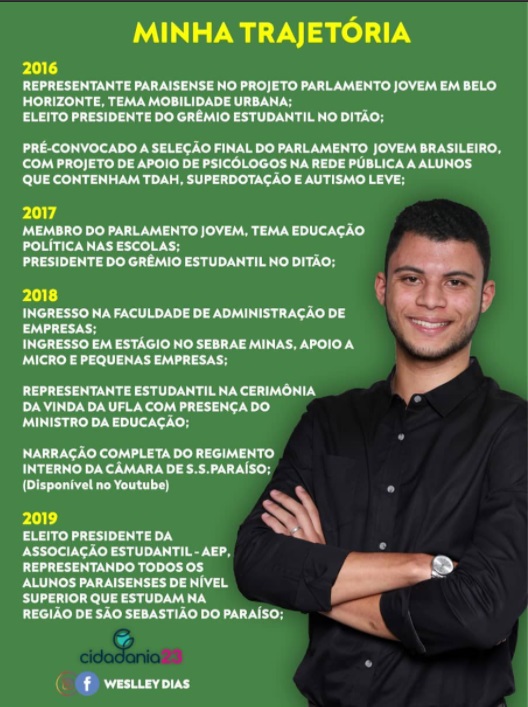 MINHA TRAJETÓRIA
2016
REPRESENTANTE PARAISENSE NO PROJETO PARLAMENTO JOVEM EM BELO
HORIZONTE, TEMA MOBILIDADE URBANA;
ELEITO PRESIDENTE DO GRÊMIO ESTUDANTIL NO DITÃO;
PRÉ-CONVOCADO A SELEÇÃO FINAL DO PARLAMENTO JOVEM BRASILEIRO,
COM PROJETO DE APOIO DE PSICÓLOGOS NA REDE PÚBLICA A ALUNOS
QUE CONTENHAM TDAH, SUPERDOTAÇÃO E AUTISMO LEVE;
2017
MEMBRO DO PARLAMENTO JOVEM, TEMA EDUCAÇÃO
POLÍTICA NAS ESCOLAS;
PRESIDENTE DO GRÊMIO ESTUDANTIL NO DITÃO;
2018
INGRESSO NA FACULDADE DE ADMINISTRAÇÃO DE
EMPRESAS;
INGRESSO EM ESTÁGIO NO SEBRAE MINAS, APOIO A
MICRO E PEQUENAS EMPRESAS;
REPRESENTANTE ESTUDANTIL NA CERIMÔNIA
DA VINDA DA UFLA COM PRESENÇA DO
MINISTRO DA EDUCAÇÃO;
NARRAÇÃO COMPLETA DO REGIMENTO
INTERNO DA CÂMARA DE S.S.PARAÍSO;
(Disponível no Youtube)
2019
ELEITO PRESIDENTE DA
ASSOCIAÇÃO ESTUDANTIL - AEP,
REPRESENTANDO TODOS OS
ALUNOS PARAISENSES DE NÍVEL
SUPERIOR QUE ESTUDAM NA
REGIÃO DE SÃO SEBASTIÃO DO PARAÍSO;
cidadania23
WESLLEY DIAS